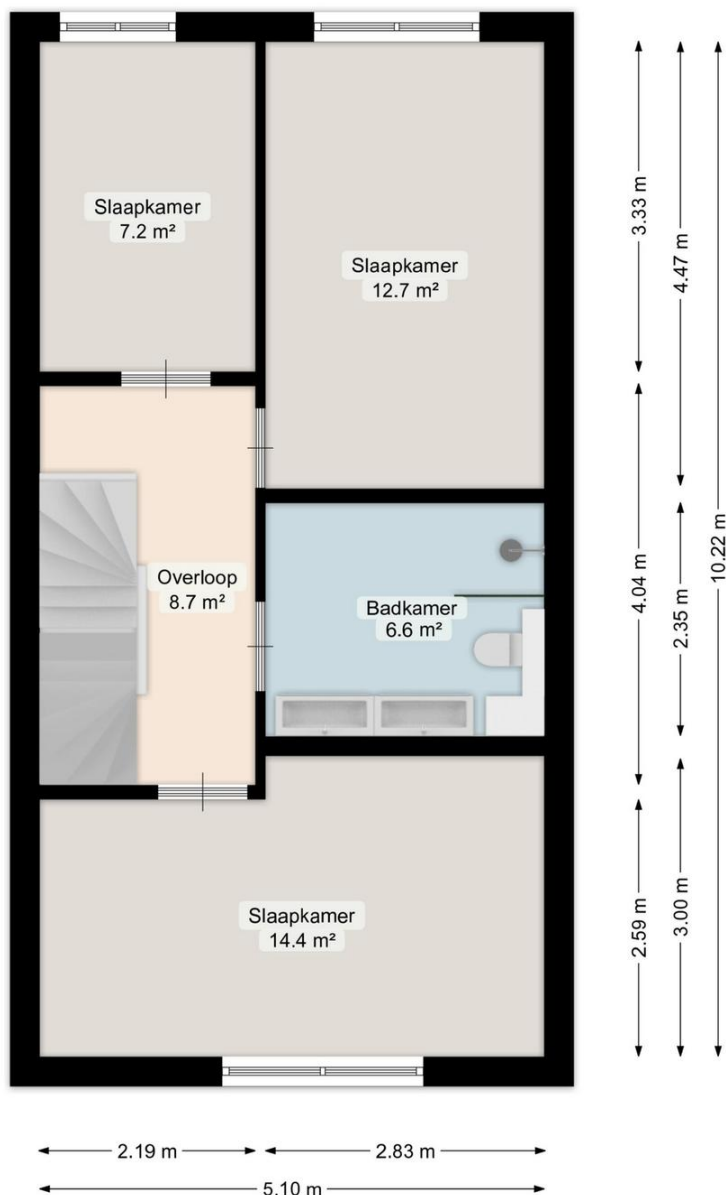 Slaapkamer
7.2 m²
Slaapkamer
12.7 m²
Overloop
8.7 m²
Badkamer
6.6 m²
Slaapkamer
14.4 m²
3.33 m
4.47 m
4.04 m
10.22 m
2.35 m
2.59 m
3.00 m
2.19 m
2.83 m
5.10 m